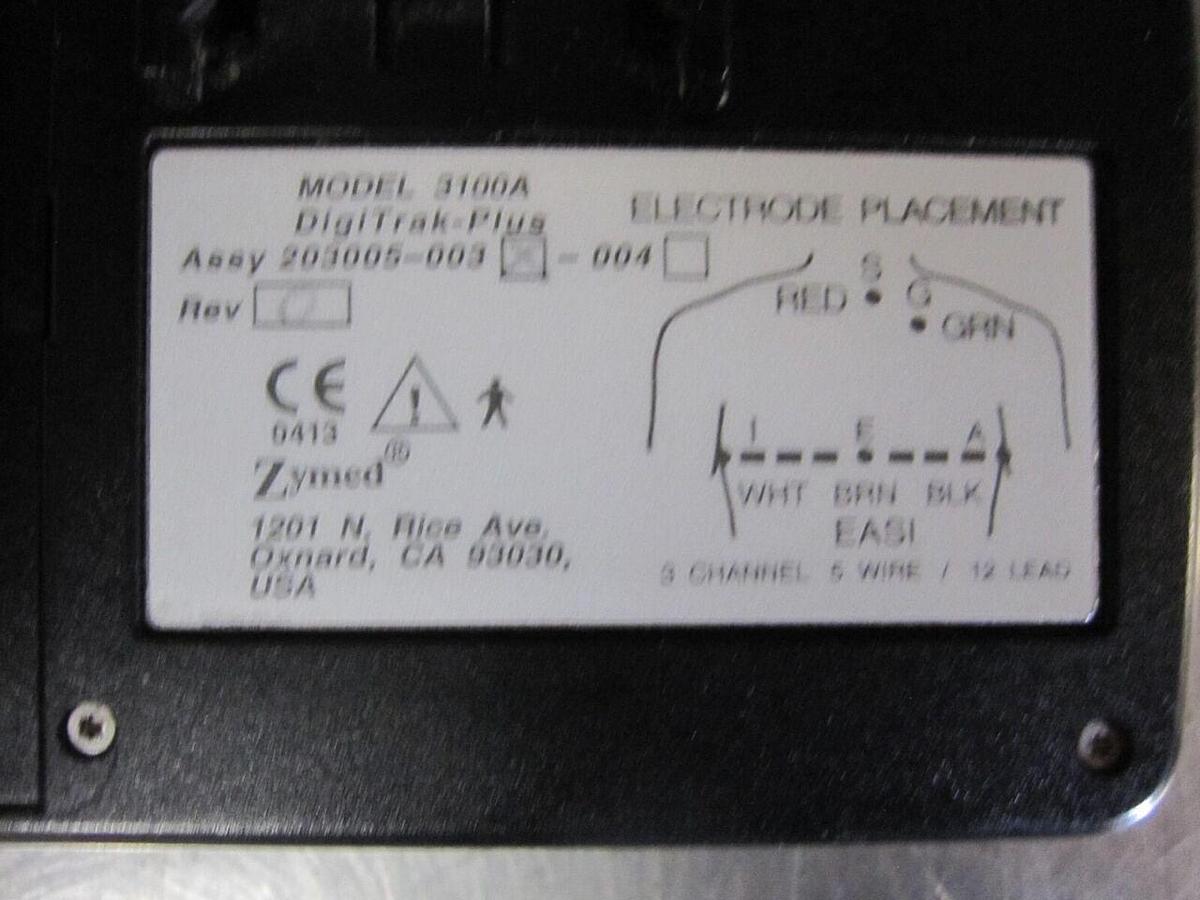 MODEL 3100A
DigiTrak-Plus
Assy 203005-003 X - 004
Rev
CE
0413
Zymed®
1201 N. Rice Ave.
Oxnard, CA 93030,
USA
ELECTRODE PLACEMENT
S
RED
G
GRN
I E A
WHT BRN BLK
EASI
3 CHANNEL 5 WIRE / 12 LEAD